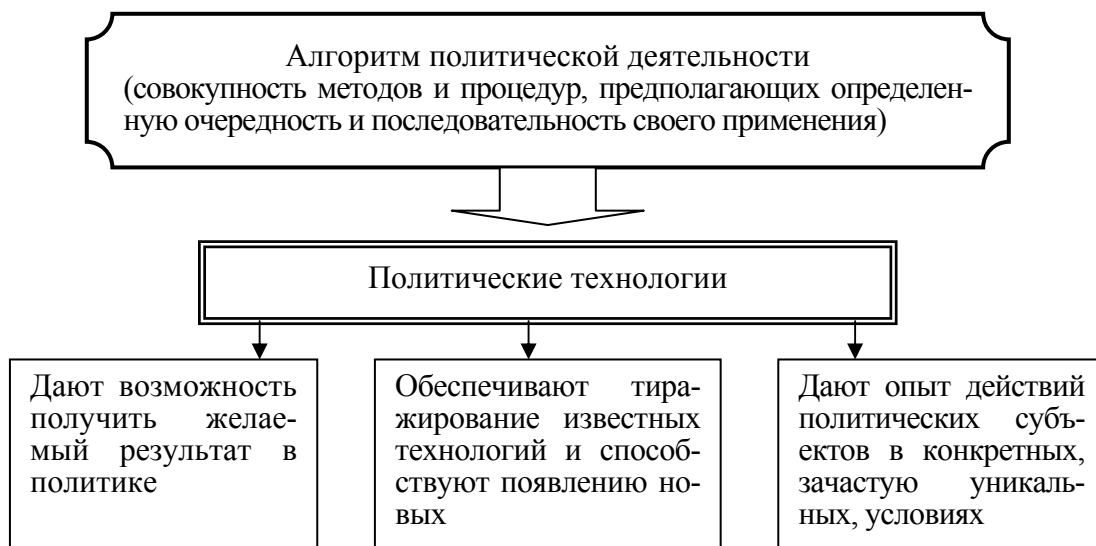 Алгоритм политической деятельности
(совокупность методов и процедур, предполагающих определен-
ную очередность и последовательность своего применения)
Политические технологии
Дают возможность
получить желае-
мый результат в
политике
Обеспечивают тира-
жирование известных
технологий и способ-
ствуют появлению но-
вых
Дают опыт действий
политических субъ-
ектов в конкретных,
зачастую уникаль-
ных, условиях